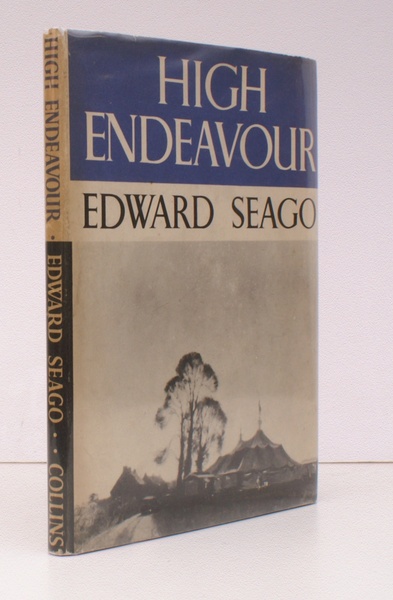 HIGH
ENDEAVOUR
EDWARD SEAGO
HIGH ENDEAVOUR · EDWARD SEAGO · · COLLINS